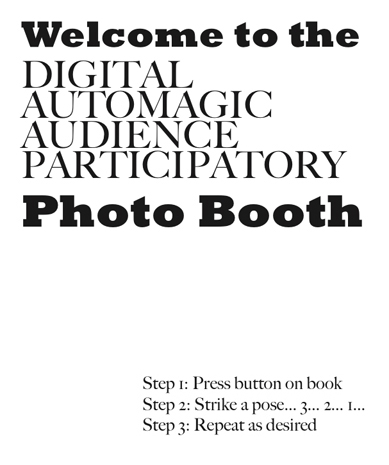 Welcome to the
DIGITAL
AUTOMAGIC
AUDIENCE
PARTICIPATORY
Photo Booth
Step 1: Press button on book
Step 2: Strike a pose... 3... 2... 1...
Step 3: Repeat as desired